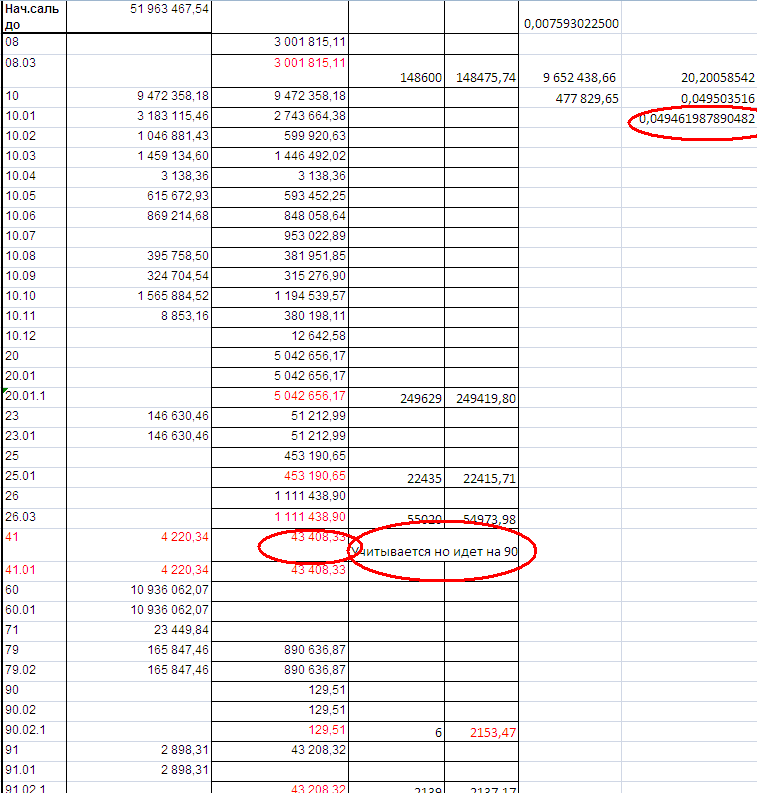 Нач.саль 51 963 467,54
до 0,007593022500
08 3 001 815,11
08.03 3 001 815,11 148600 148475,74 9 652 438,66 20,20058542
10 9 472 358,18 9 472 358,18 477 829,65 0,049503516
10.01 3 183 115,46 2 743 664,38 0,049461987890482
10.02 1 046 881,43 599 920,63
10.03 1 459 134,60 1 446 492,02
10.04 3 138,36 3 138,36
10.05 615 672,93 593 452,25
10.06 869 214,68 848 058,64
10.07 953 022,89
10.08 395 758,50 381 951,85
10.09 324 704,54 315 276,90
10.10 1 565 884,52 1 194 539,57
10.11 8 853,16 380 198,11
10.12 12 642,58
20 5 042 656,17
20.01 5 042 656,17
20.01.1 5 042 656,17 249629 249419,80
23 146 630,46 51 212,99
23.01 146 630,46 51 212,99
25 453 190,65
25.01 453 190,65 22435 22415,71
26 1 111 438,90
26.03 1 111 438,90 55020 54973,98
41 4 220,34 43 408,33 Учитывается но идет на 90
41.01 4 220,34 43 408,33
60 10 936 062,07
60.01 10 936 062,07
71 23 449,84
79 165 847,46 890 636,87
79.02 165 847,46 890 636,87
90 129,51
90.02 129,51
90.02.1 129,51 6 2153,47
91 2 898,31 43 208,32
91.01 2 898,31
91.02.1 43 208,32 2139 2137,17